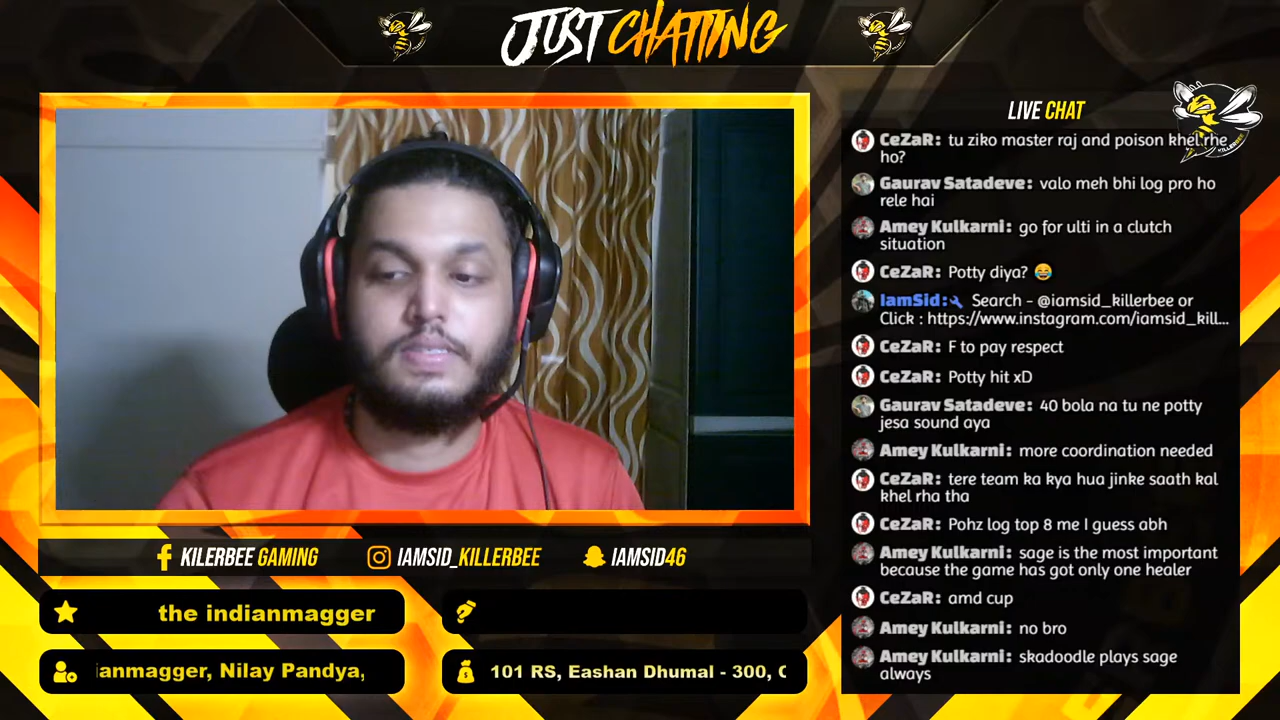 JUST CHATTING
LIVE CHAT
KILLERBEE
CeZaR: tu ziko master raj and poison khel rhe
ho?
Gaurav Satadeve: valo meh bhi log pro ho
rele hai
Amey Kulkarni: go for ulti in a clutch
situation
CeZaR: Potty diya? 😂
IamSid: Search - @iamsid_killerbee or
Click : https://www.instagram.com/iamsid_kill...
CeZaR: F to pay respect
CeZaR: Potty hit xD
Gaurav Satadeve: 40 bola na tu ne potty
jesa sound aya
Amey Kulkarni: more coordination needed
CeZaR: tere team ka kya hua jinke saath kal
khel rha tha
CeZaR: Pohz log top 8 me I guess abh
Amey Kulkarni: sage is the most important
because the game has got only one healer
CeZaR: amd cup
Amey Kulkarni: no bro
Amey Kulkarni: skadoodle plays sage
always
KILERBEE GAMING
IAMSID_KILLERBEE
IAMSID46
the indianmagger
ianmagger, Nilay Pandya,
101 RS, Eashan Dhumal - 300, C